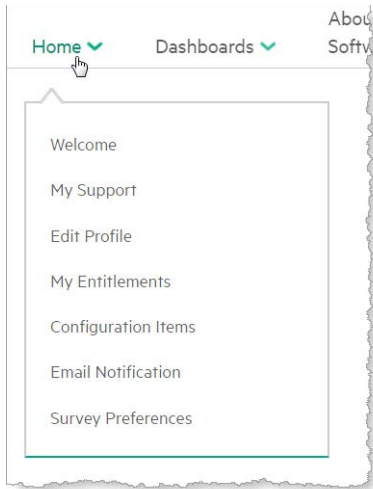 Home
Dashboards
Welcome
My Support
Edit Profile
My Entitlements
Configuration Items
Email Notification
Survey Preferences